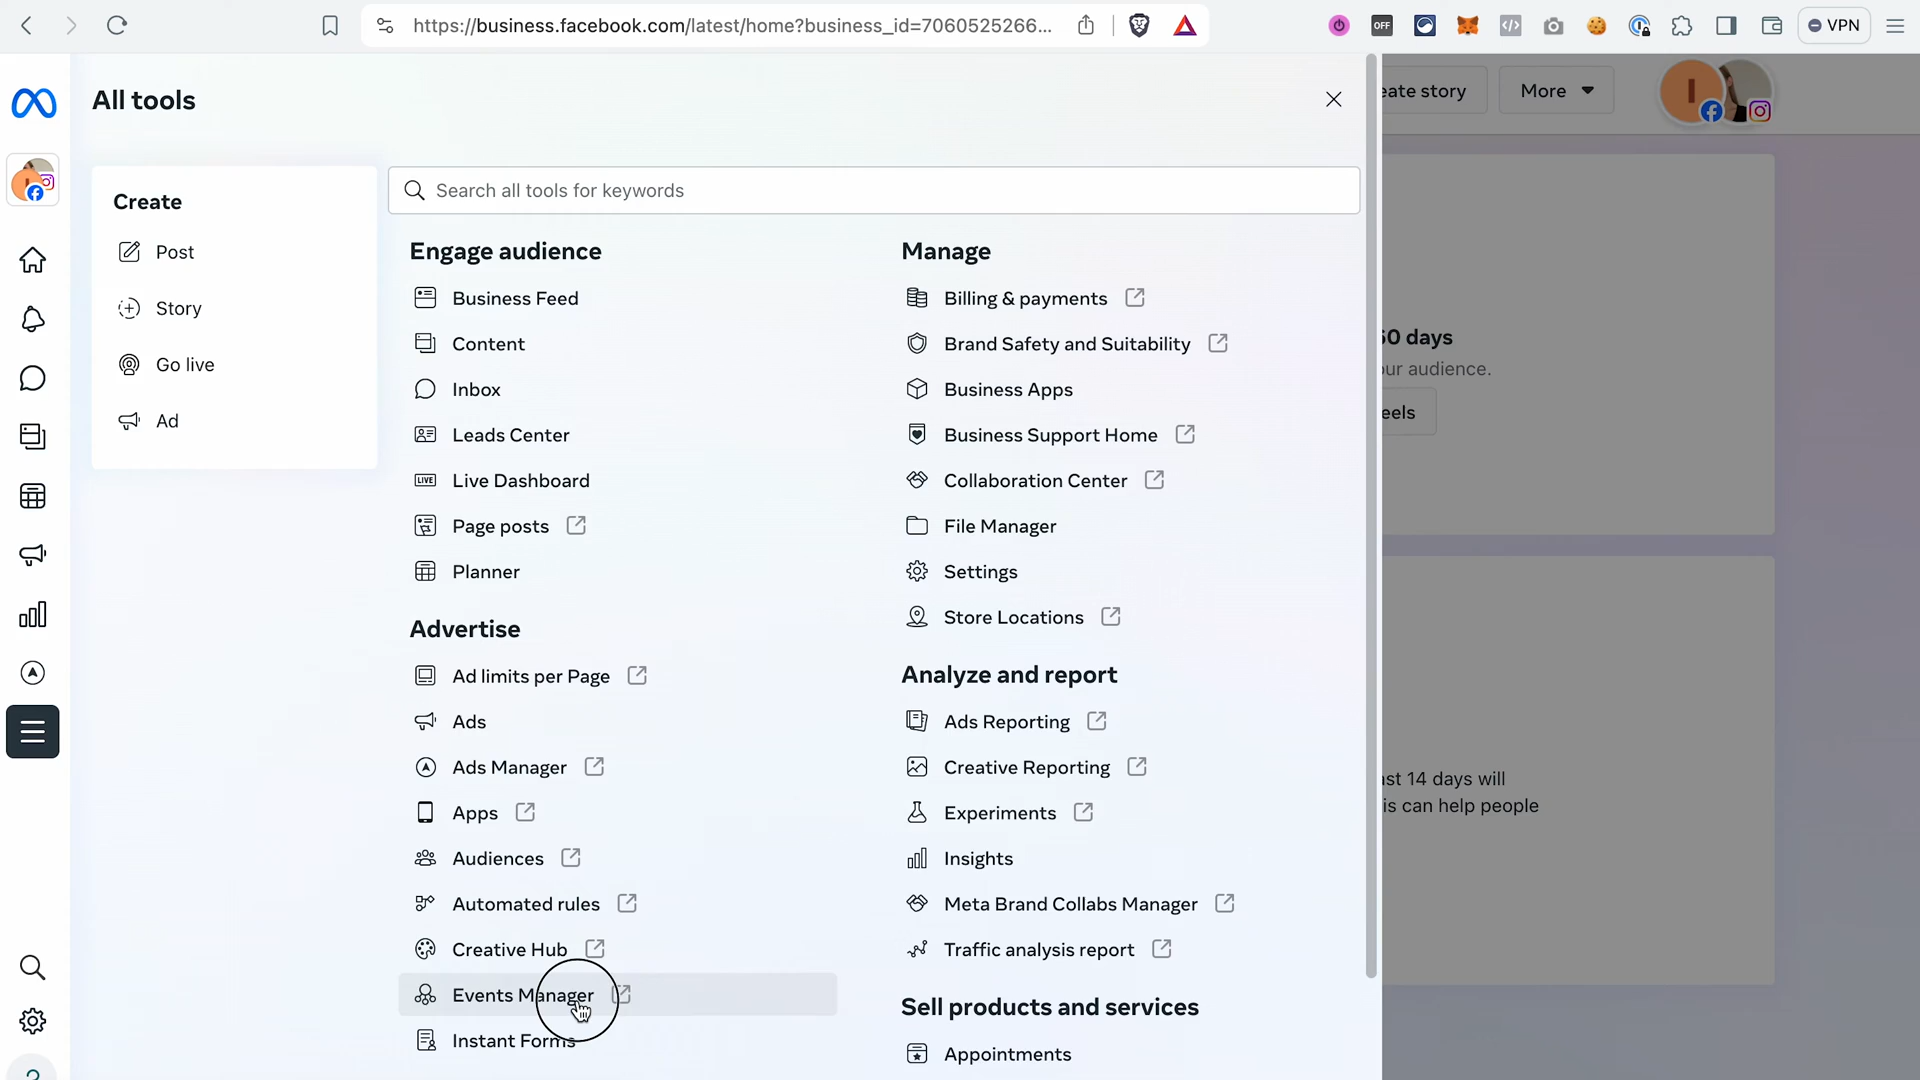 https://business.facebook.com/latest/home?business_id=7060525266...
OFF
VPN
All tools
eate story
More
I
Create
Post
Story
Go live
Ad
Search all tools for keywords
Engage audience
Business Feed
Content
Inbox
Leads Center
LIVE
Live Dashboard
Page posts
Planner
Advertise
Ad limits per Page
Ads
Ads Manager
Apps
Audiences
Automated rules
Creative Hub
Events Manager
Instant Forms
Manage
Billing & payments
Brand Safety and Suitability
Business Apps
Business Support Home
Collaboration Center
File Manager
Settings
Store Locations
Analyze and report
Ads Reporting
Creative Reporting
Experiments
Insights
Meta Brand Collabs Manager
Traffic analysis report
Sell products and services
Appointments
60 days
ur audience.
eels
ast 14 days will
is can help people